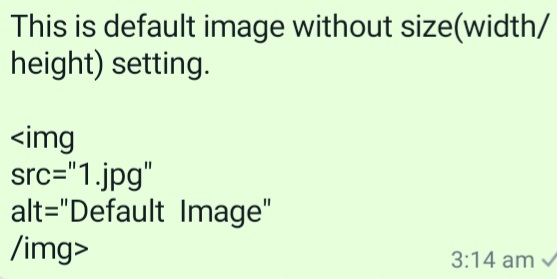 This is default image without size(width/
height) setting.
<img
src="1.jpg"
alt="Default  Image"
/img>
3:14 am